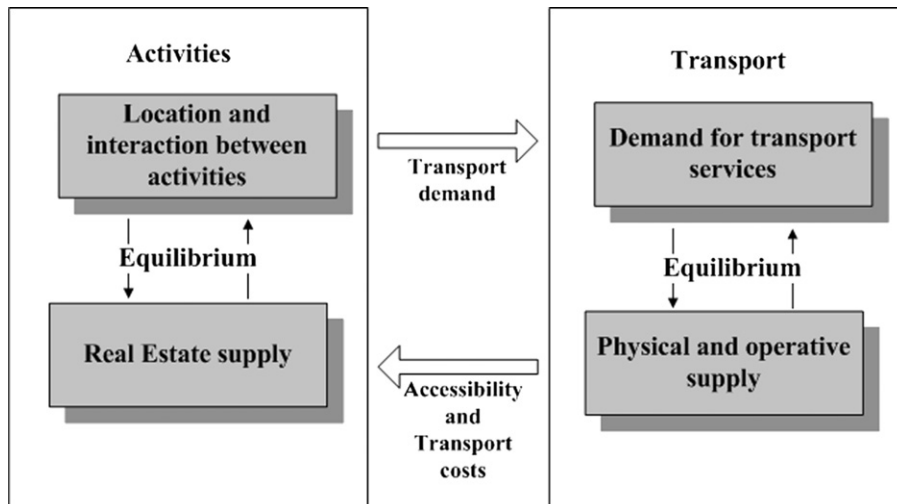 Activities
Location and
interaction between
activities
Equilibrium
Real Estate supply
Transport
demand
Accessibility
and
Transport
costs
Transport
Demand for transport
services
Equilibrium
Physical and operative
supply